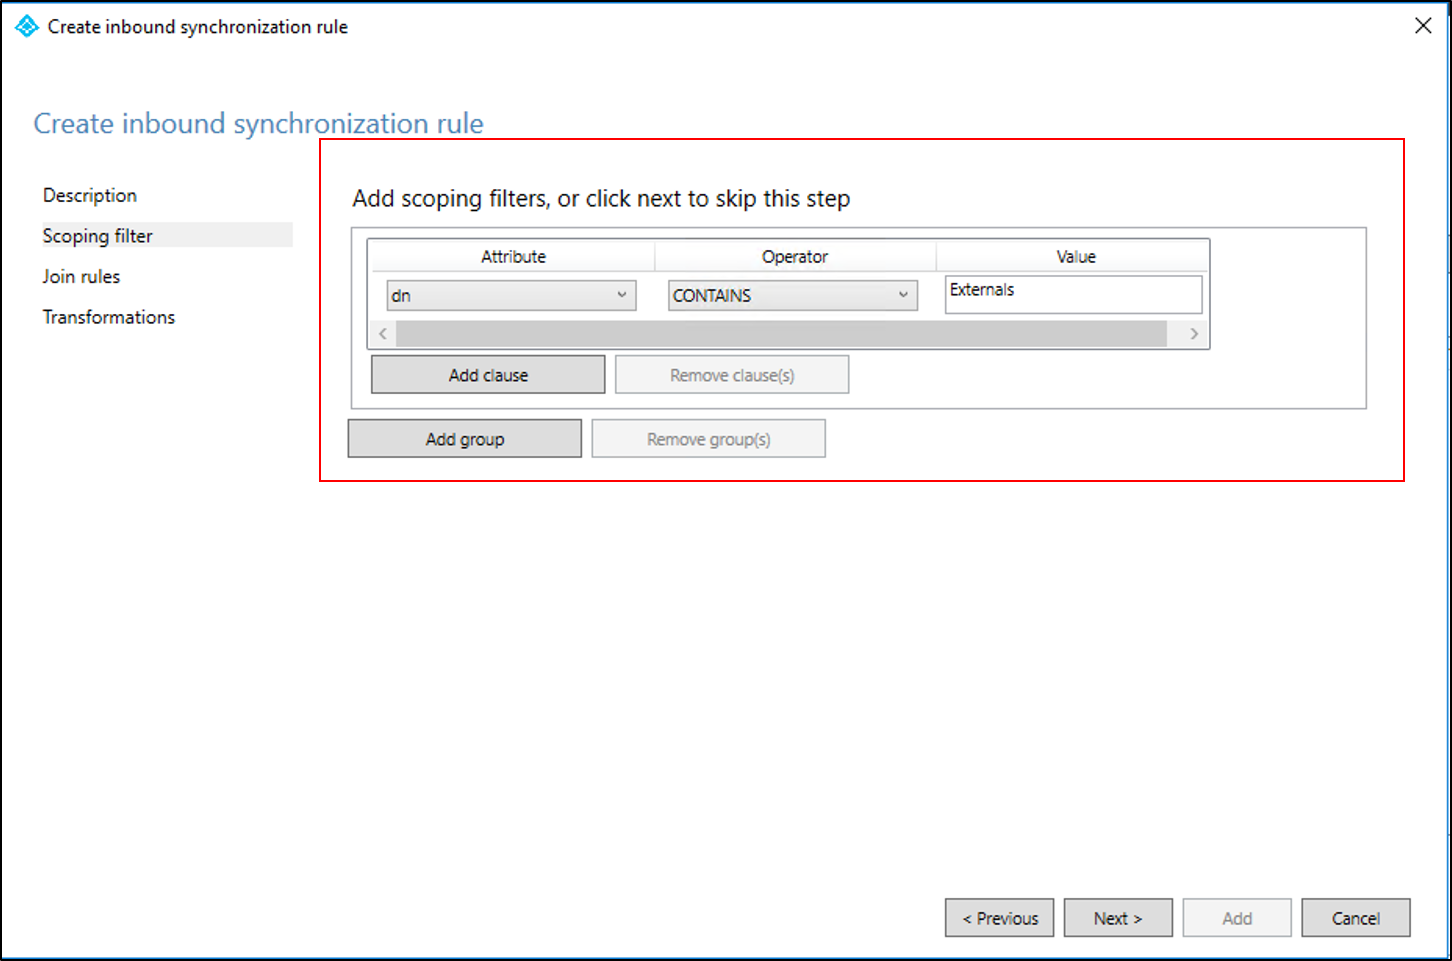 Create inbound synchronization rule
Create inbound synchronization rule
Description
Scoping filter
Join rules
Transformations
Add scoping filters, or click next to skip this step
Attribute Operator Value
dn CONTAINS Externals
Add clause Remove clause(s)
Add group Remove group(s)
< Previous Next > Add Cancel